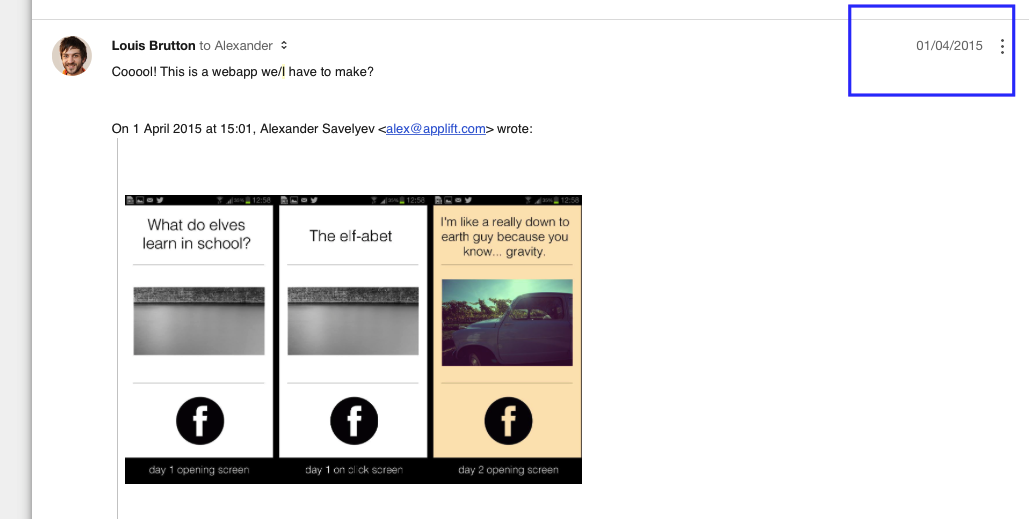 Louis Brutton to Alexander
01/04/2015
Cooool! This is a webapp we/I have to make?
On 1 April 2015 at 15:01, Alexander Savelyev <alex@applift.com> wrote:
12:58
12:58
12:58
What do elves
learn in school?
The elf-abet
I'm like a really down to
earth guy because you
know... gravity.
f
f
f
day 1 opening screen
day 1 on click screen
day 2 opening screen